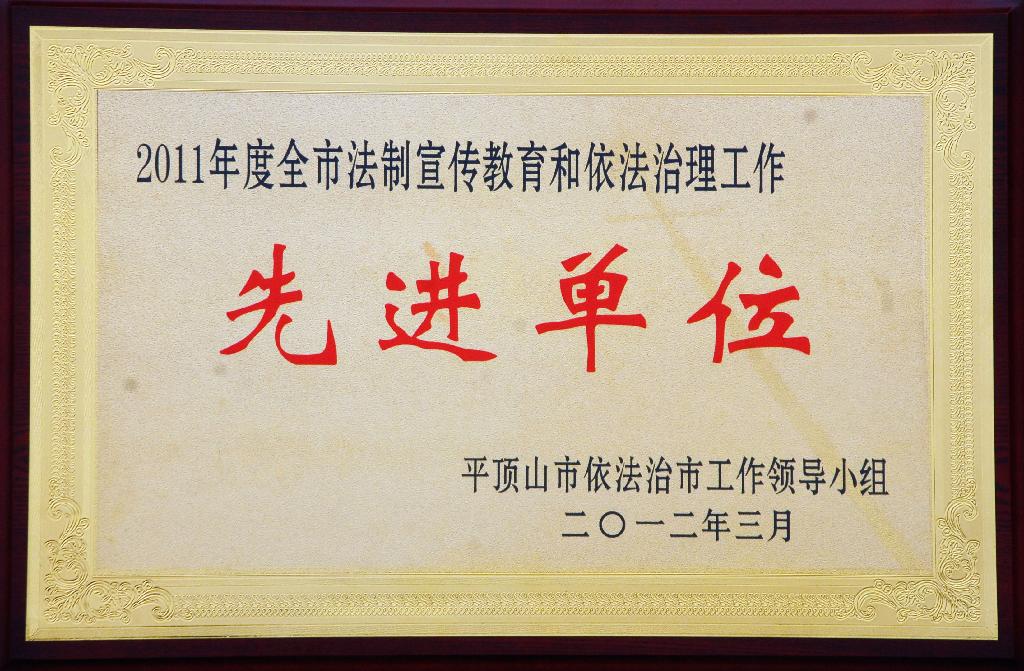 2011年度全市法制宣传教育和依法治理工作
先进单位
平顶山市依法治市工作领导小组
二〇一二年三月